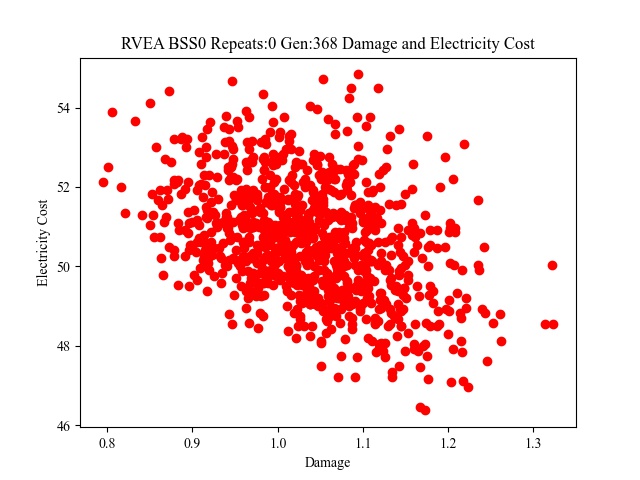 RVEA BSS0 Repeats:0 Gen:368 Damage and Electricity Cost
54
52
50
48
46
Electricity Cost
0.8 0.9 1.0 1.1 1.2 1.3
Damage